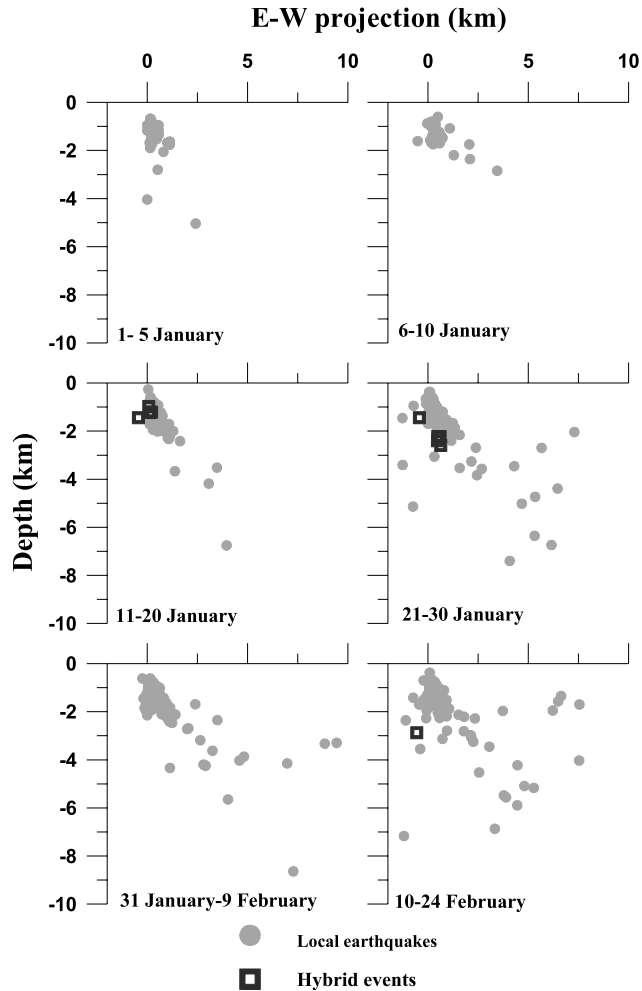 E-W projection (km)
0 5 10 0 5 10
0
-2
-4
-6
-8
-10
1- 5 January
6-10 January
Depth (km)
0
-2
-4
-6
-8
-10
11-20 January
21-30 January
0
-2
-4
-6
-8
-10
31 January-9 February
10-24 February
Local earthquakes
Hybrid events